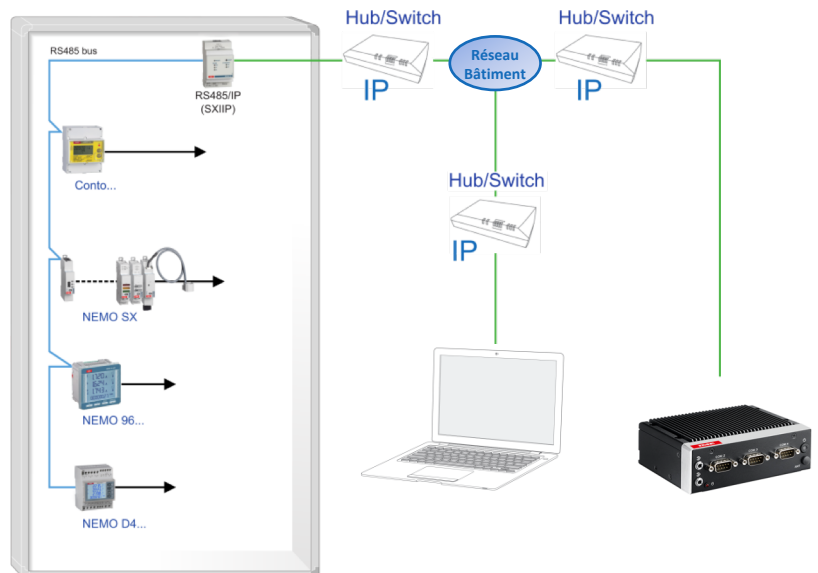 Hub/Switch
Hub/Switch
RS485 bus
Réseau
Bâtiment
IP
IP
RS485/IP
(SXIIP)
Conto...
Hub/Switch
IP
NEMO SX
NEMO 96...
NEMO D4...